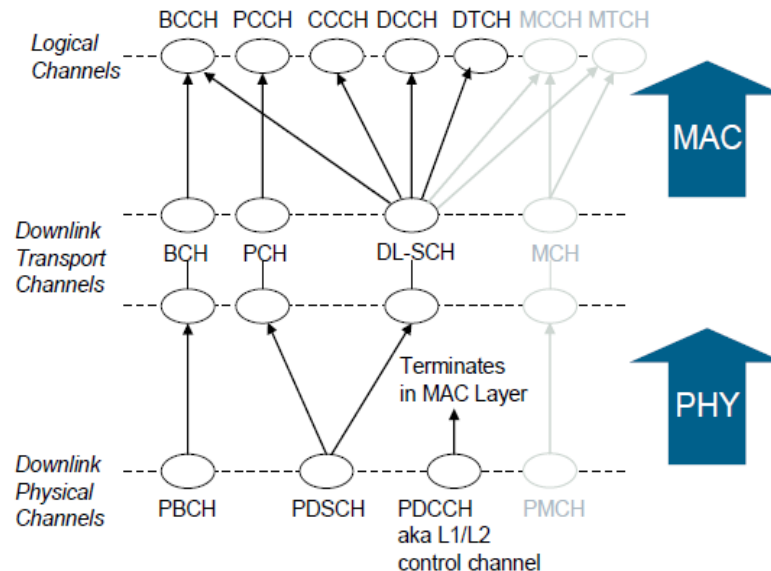 BCCH PCCH CCCH DCCH DTCH MCCH MTCH
Logical
Channels
MAC
Downlink
Transport
Channels
BCH PCH DL-SCH MCH
Terminates
in MAC Layer
PHY
Downlink
Physical
Channels
PBCH PDSCH PDCCH PMCH
aka L1/L2
control channel